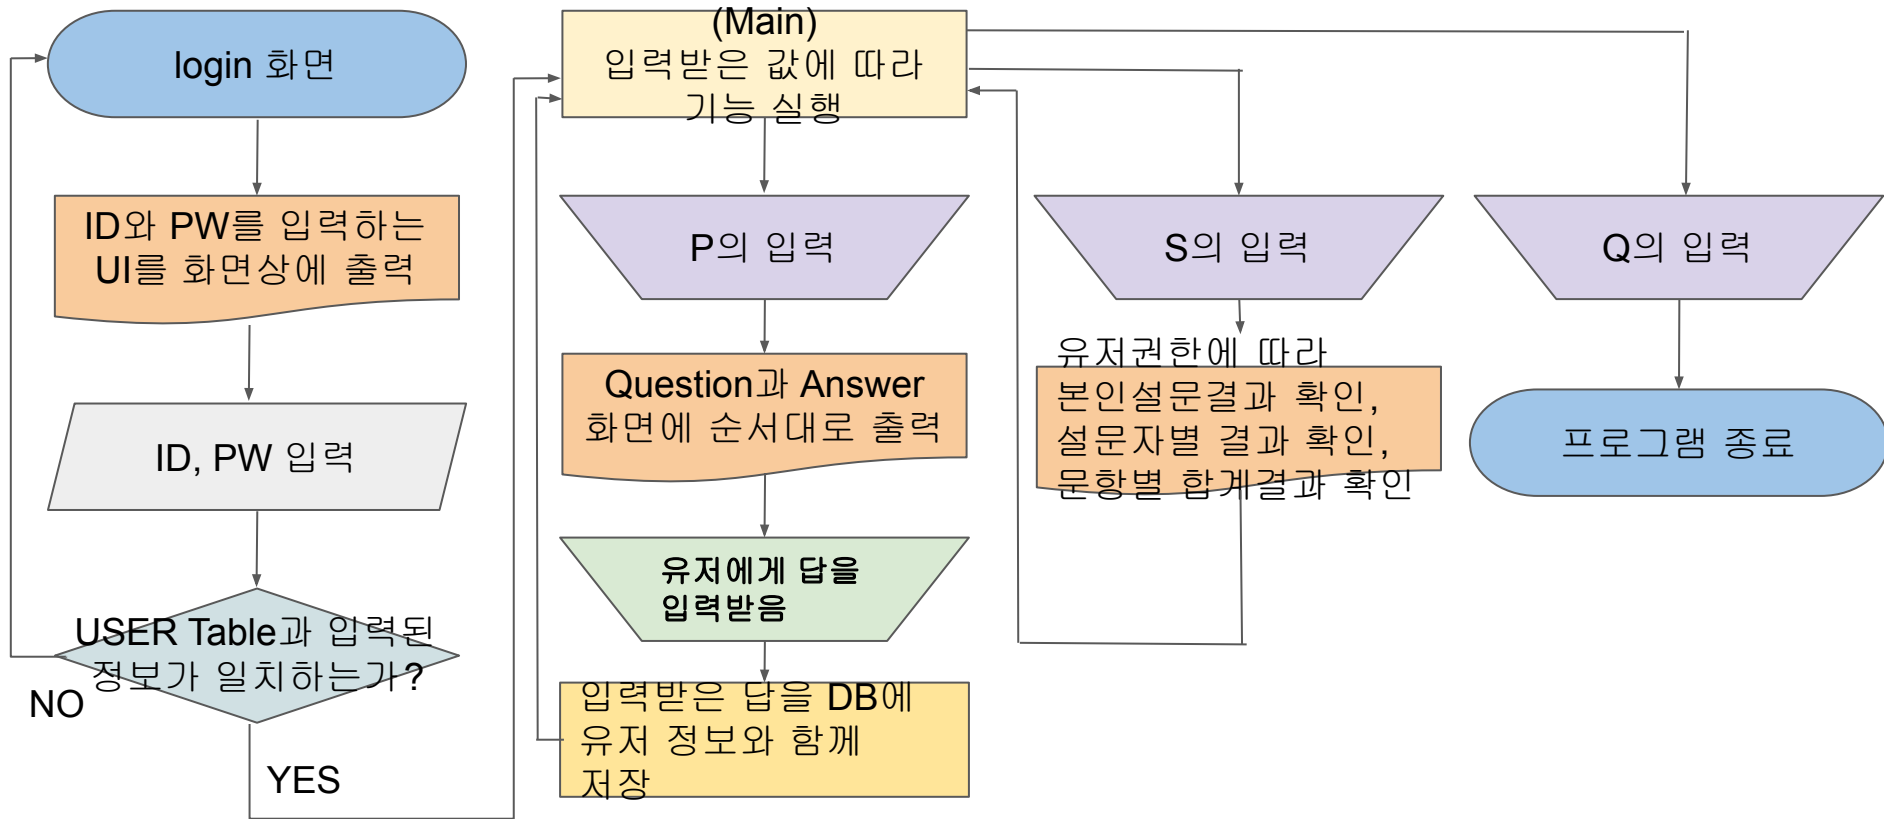 login 화면
ID와 PW를 입력하는
UI를 화면상에 출력
ID, PW 입력
USER Table과 입력된
정보가 일치하는가?
NO
YES
(Main)
입력받은 값에 따라
기능 실행
P의 입력
Question과 Answer
화면에 순서대로 출력
유저에게 답을
입력받음
입력받은 답을 DB에
유저 정보와 함께
저장
S의 입력
유저권한에 따라
본인설문결과 확인,
설문자별 결과 확인,
문항별 합계결과 확인
Q의 입력
프로그램 종료